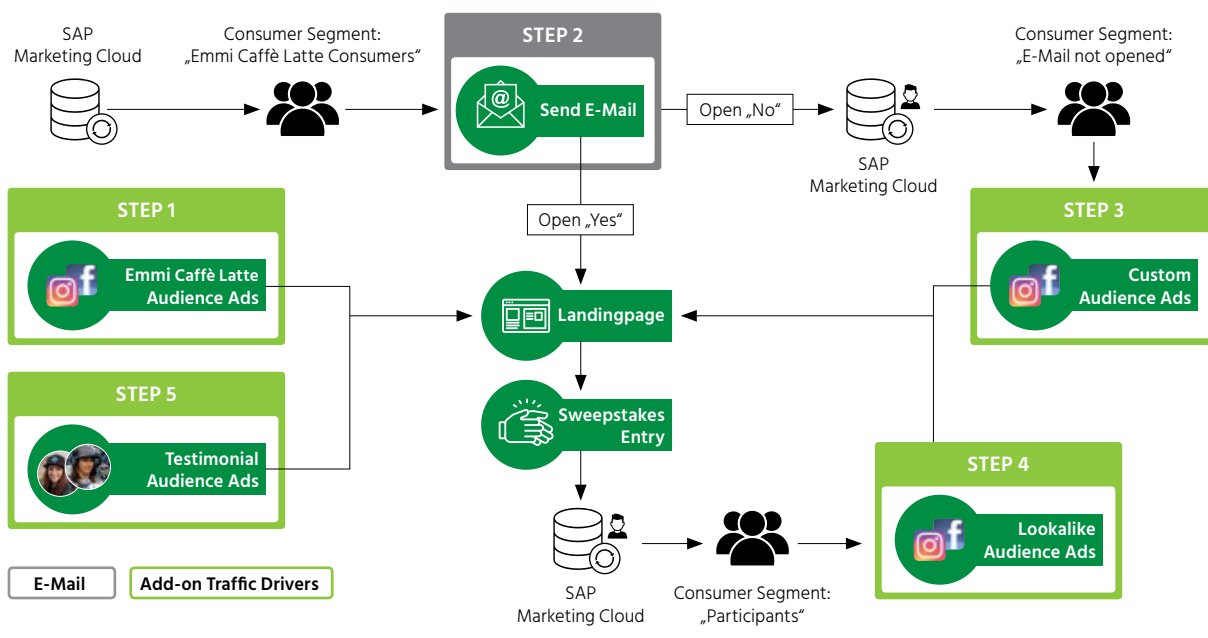 SAP
Marketing Cloud
Consumer Segment:
„Emmi Caffè Latte Consumers“
STEP 2
@
Send E-Mail
Open „No“
SAP
Marketing Cloud
Consumer Segment:
„E-Mail not opened“
STEP 1
Emmi Caffè Latte
Audience Ads
Open „Yes“
Landingpage
STEP 3
Custom
Audience Ads
STEP 5
Testimonial
Audience Ads
Sweepstakes
Entry
STEP 4
Lookalike
Audience Ads
SAP
Marketing Cloud
Consumer Segment:
„Participants“
E-Mail
Add-on Traffic Drivers